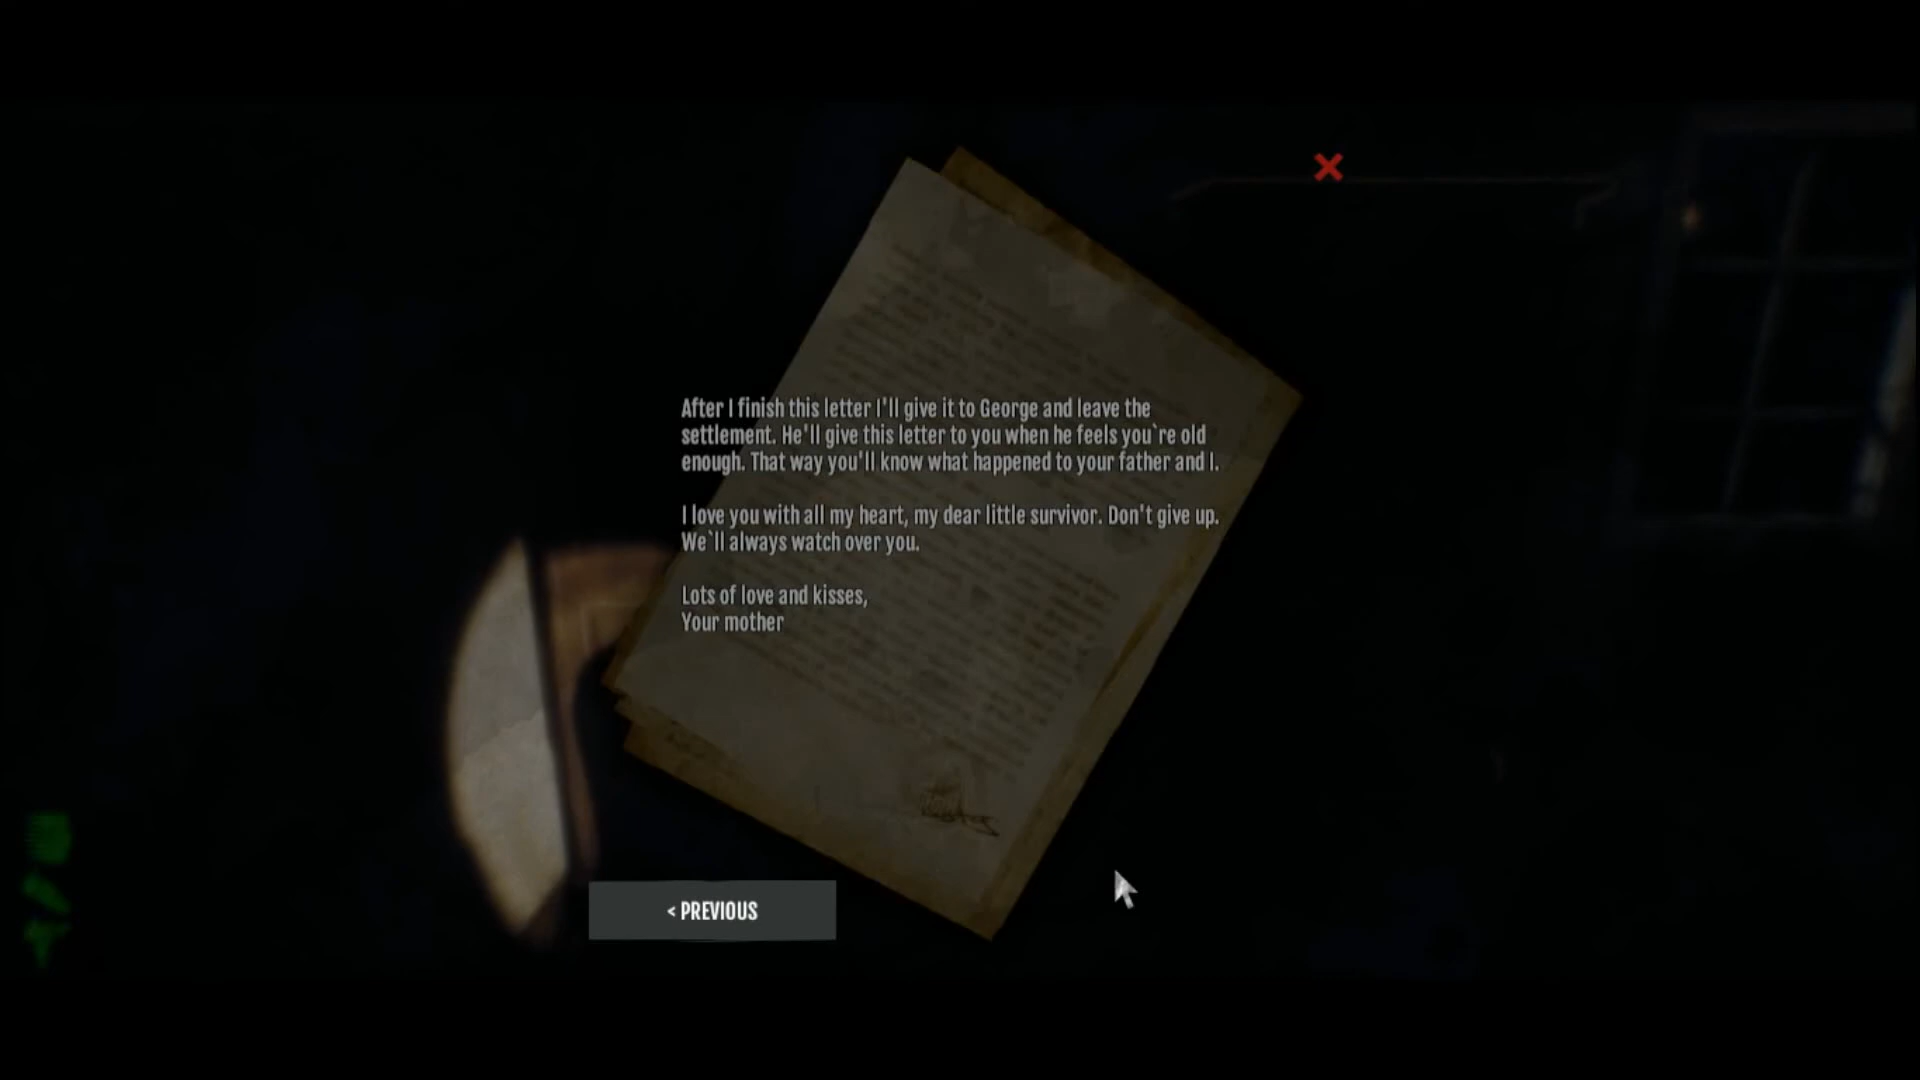 After I finish this letter I'll give it to George and leave the
settlement. He'll give this letter to you when he feels you`re old
enough. That way you'll know what happened to your father and I.
I love you with all my heart, my dear little survivor. Don't give up.
We`ll always watch over you.
Lots of love and kisses,
Your mother
< PREVIOUS